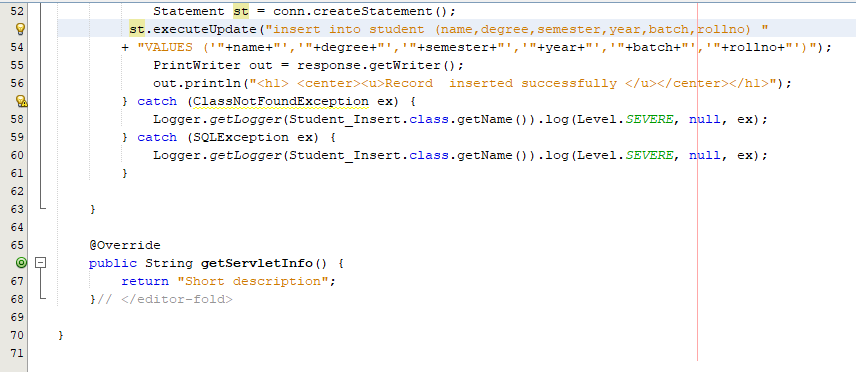 52 Statement st = conn.createStatement();
st.executeUpdate("insert into student (name,degree,semester,year,batch,rollno) "
54 + "VALUES ('"+name+"','"+degree+"','"+semester+"','"+year+"','"+batch+"','"+rollno+"')");
55 PrintWriter out = response.getWriter();
56 out.println("<h1> <center><u>Record  inserted successfully </u></center></h1>");
} catch (ClassNotFoundException ex) {
58 Logger.getLogger(Student_Insert.class.getName()).log(Level.SEVERE, null, ex);
59 } catch (SQLException ex) {
60 Logger.getLogger(Student_Insert.class.getName()).log(Level.SEVERE, null, ex);
61 }
62
63 }
64
65 @Override
public String getServletInfo() {
67 return "Short description";
68 }// </editor-fold>
69
70 }
71